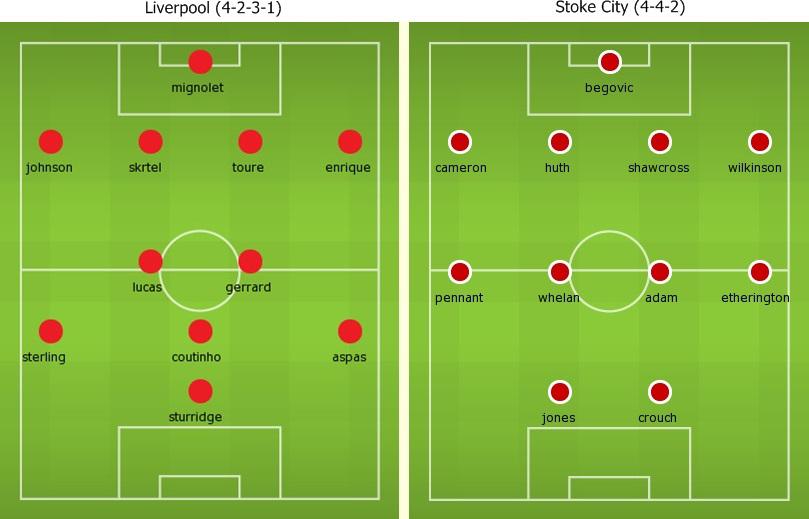 Liverpool (4-2-3-1)
mignolet
johnson
skrtel
toure
enrique
lucas
gerrard
sterling
coutinho
aspas
sturridge
Stoke City (4-4-2)
begovic
cameron
huth
shawcross
wilkinson
pennant
whelan
adam
etherington
jones
crouch